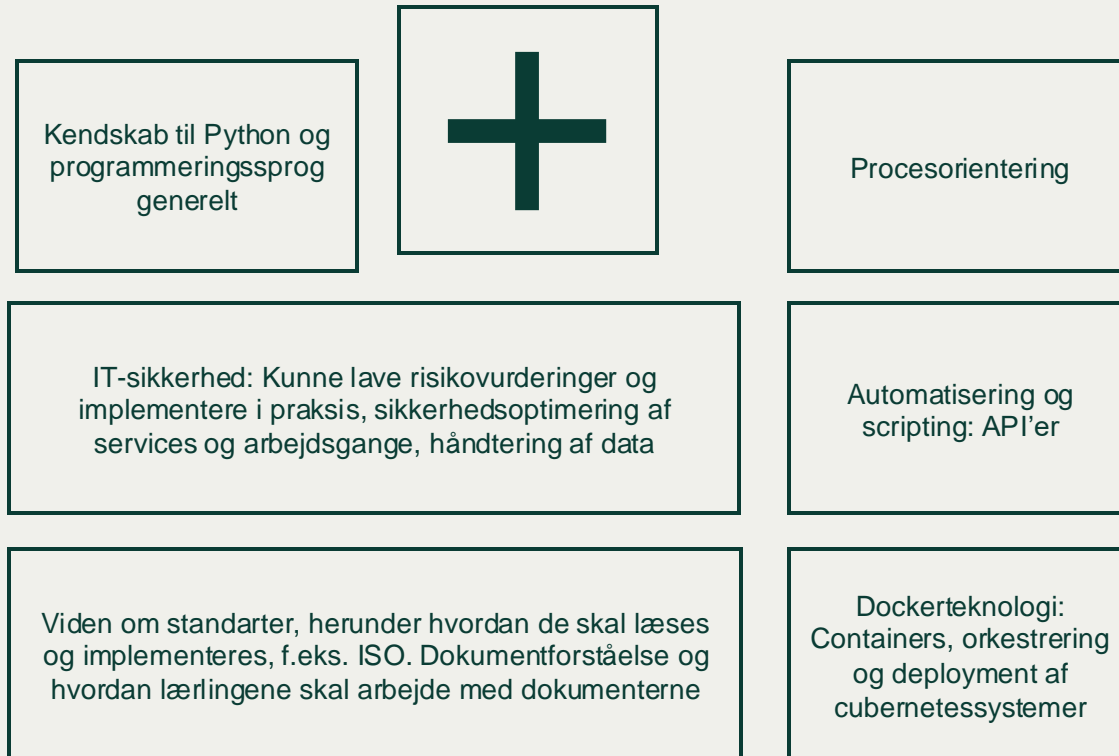 Kendskab til Python og
programmeringssprog
generelt
Procesorientering
IT-sikkerhed: Kunne lave risikovurderinger og
implementere i praksis, sikkerhedsoptimering af
services og arbejdsgange, håndtering af data
Automatisering og
scripting: API’er
Viden om standarter, herunder hvordan de skal læses
og implementeres, f.eks. ISO. Dokumentforståelse og
hvordan lærlingene skal arbejde med dokumenterne
Dockerteknologi:
Containers, orkestrering
og deployment af
cubernetessystemer